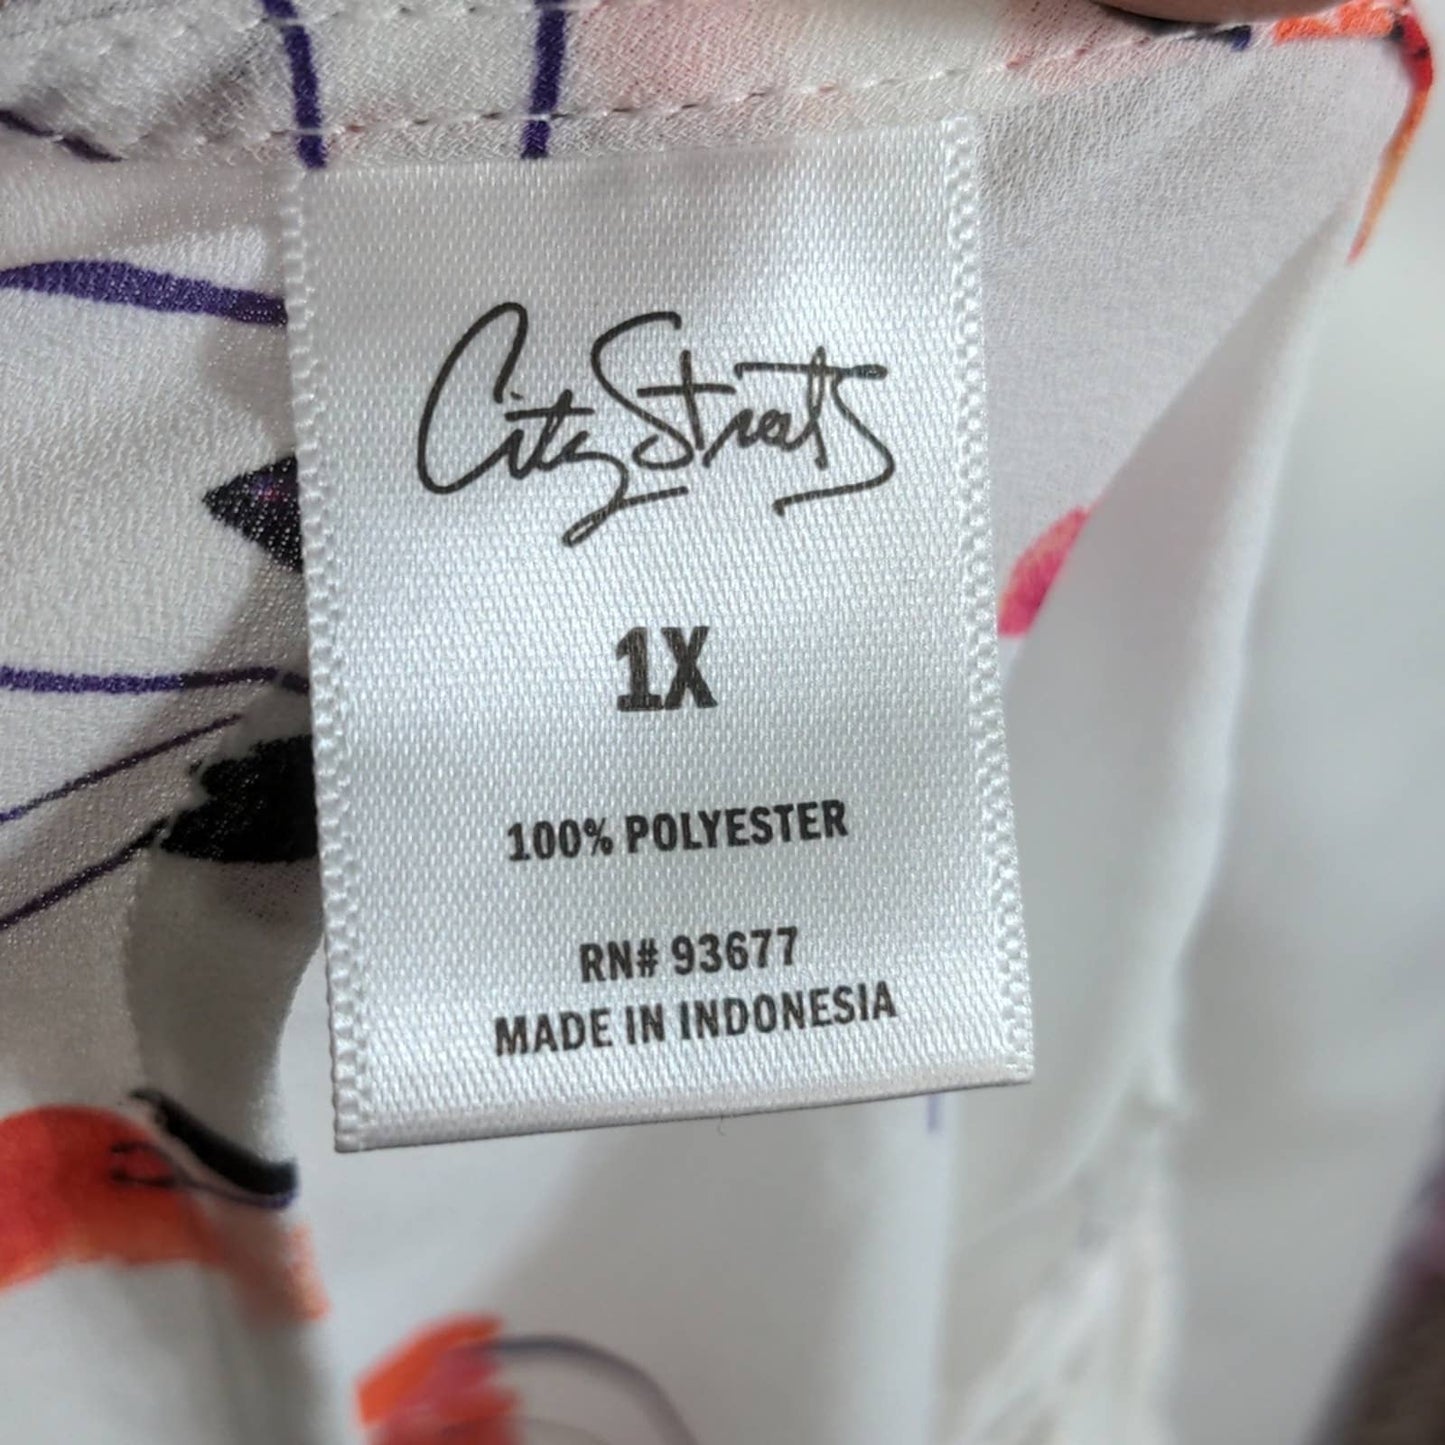 City Streets
1X
100% POLYESTER
RN# 93677
MADE IN INDONESIA